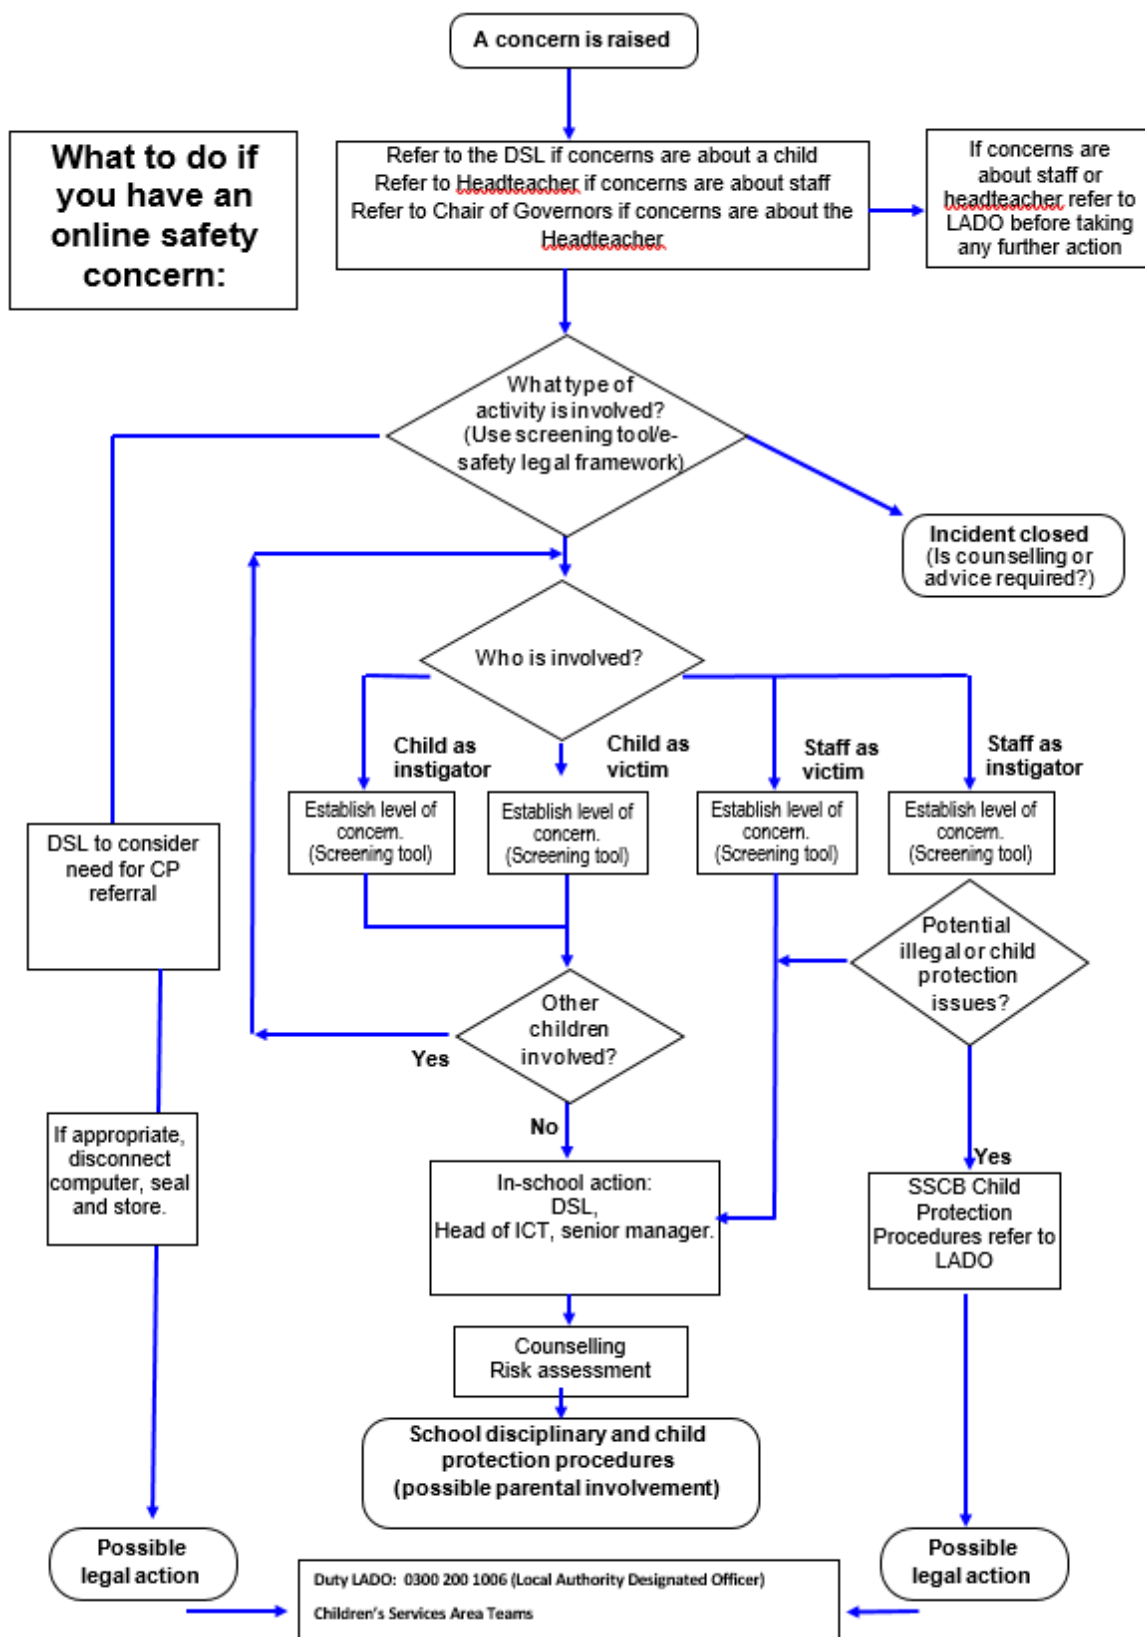 A concern is raised
What to do if
you have an
online safety
concern:
Refer to the DSL if concerns are about a child
Refer to Headteacher if concerns are about staff
Refer to Chair of Governors if concerns are about the
Headteacher
If concerns are
about staff or
headteacher refer to
LADO before taking
any further action
What type of
activity is involved?
(Use screening tool/e-
safety legal framework)
Incident closed
(Is counselling or
advice required?)
Who is involved?
Child as
instigator
Child as
victim
Staff as
victim
Staff as
instigator
Establish level of
concern.
(Screening tool)
Establish level of
concern.
(Screening tool)
Establish level of
concern.
(Screening tool)
Establish level of
concern.
(Screening tool)
DSL to consider
need for CP
referral
Potential
illegal or child
protection
issues?
Other
children
involved?
Yes
No
If appropriate,
disconnect
computer, seal
and store.
In-school action:
DSL,
Head of ICT, senior manager.
Yes
SSCB Child
Protection
Procedures refer to
LADO
Counselling
Risk assessment
School disciplinary and child
protection procedures
(possible parental involvement)
Possible
legal action
Possible
legal action
Duty LADO: 0300 200 1006 (Local Authority Designated Officer)
Children's Services Area Teams